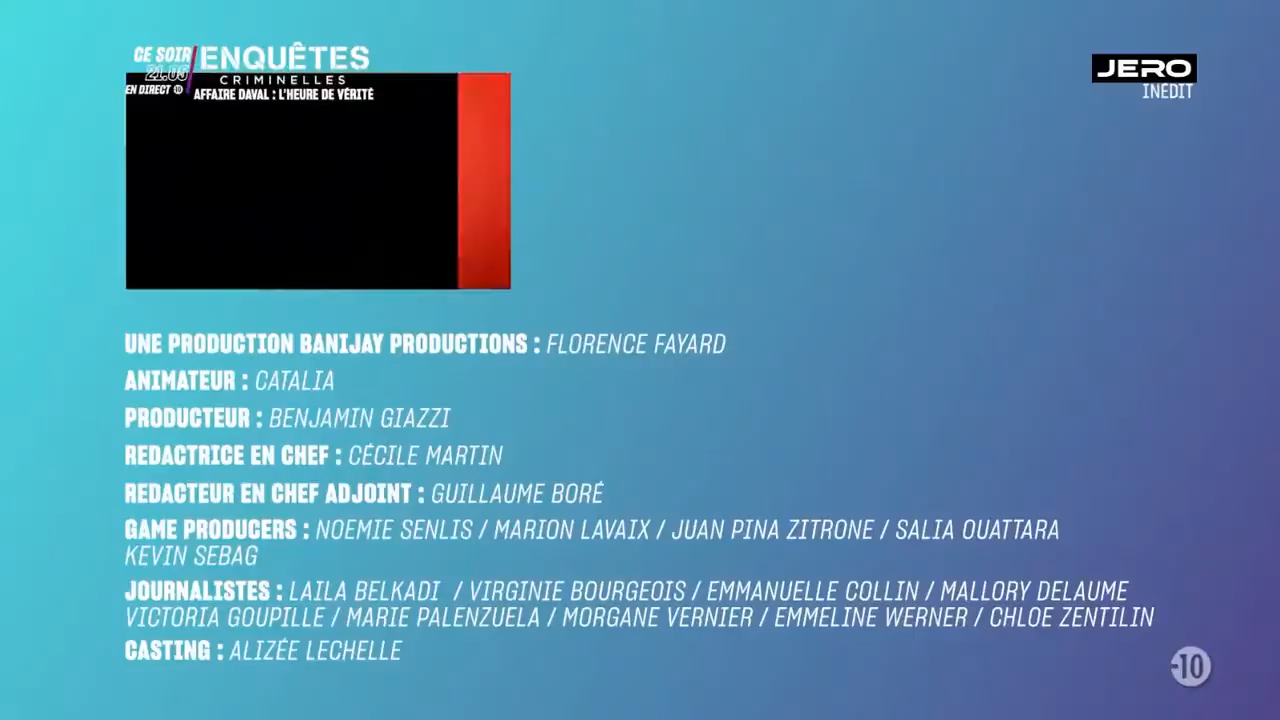 CE SOIR
21.05
EN DIRECT
ENQUÊTES
CRIMINELLES
AFFAIRE DAVAL : L'HEURE DE VÉRITÉ
JERO
INÉDIT
UNE PRODUCTION BANIJAY PRODUCTIONS : FLORENCE FAYARD
ANIMATEUR : CATALIA
PRODUCTEUR : BENJAMIN GIAZZI
REDACTRICE EN CHEF : CÉCILE MARTIN
REDACTEUR EN CHEF ADJOINT : GUILLAUME BORÉ
GAME PRODUCERS : NOEMIE SENLIS / MARION LAVAIX / JUAN PINA ZITRONE / SALIA OUATTARA
KEVIN SEBAG
JOURNALISTES : LAILA BELKADI / VIRGINIE BOURGEOIS / EMMANUELLE COLLIN / MALLORY DELAUME
VICTORIA GOUPILLE / MARIE PALENZUELA / MORGANE VERNIER / EMMELINE WERNER / CHLOE ZENTILIN
CASTING : ALIZÉE LECHELLE
-10